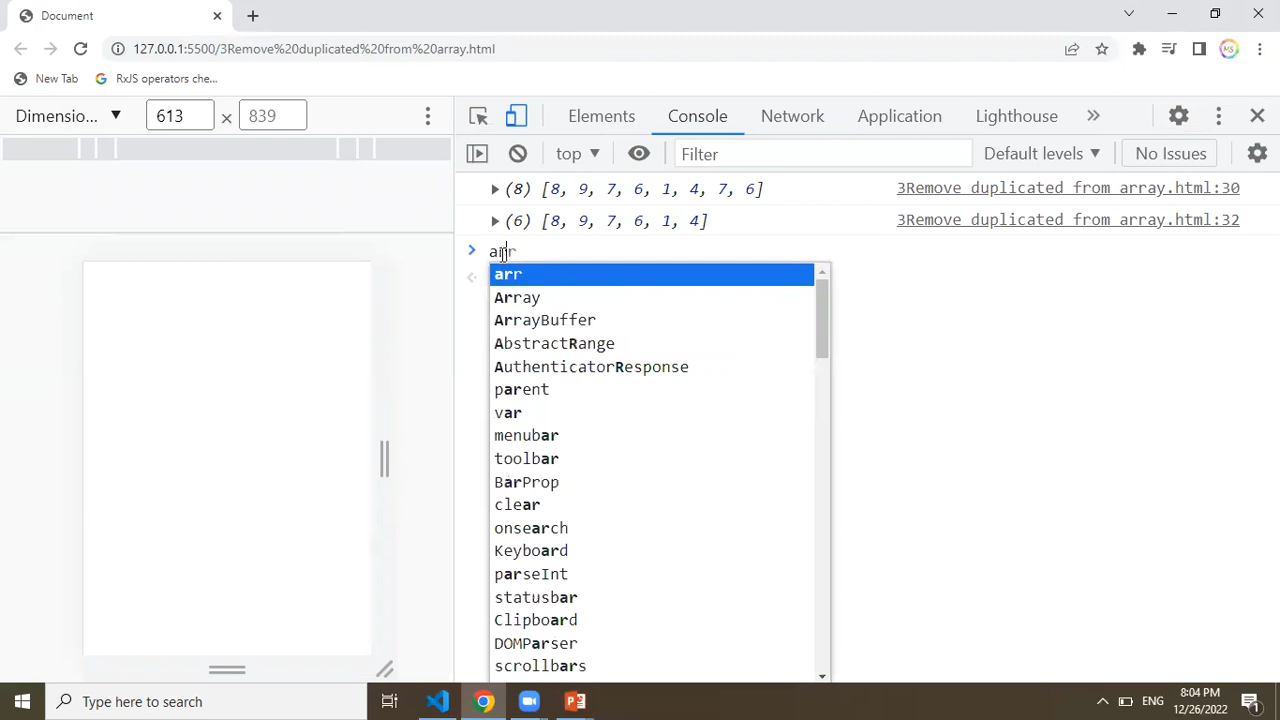 Document
127.0.0.1:5500/3Remove%20duplicated%20from%20array.html
MS
New Tab
RxJS operators che...
Dimensio...
613
×
839
Elements
Console
Network
Application
Lighthouse
top
Filter
Default levels
No Issues
(8) [8, 9, 7, 6, 1, 4, 7, 6]
3Remove duplicated from array.html:30
(6) [8, 9, 7, 6, 1, 4]
3Remove duplicated from array.html:32
arr
arr
Array
ArrayBuffer
AbstractRange
AuthenticatorResponse
parent
var
menubar
toolbar
BarProp
clear
onsearch
Keyboard
parseInt
statusbar
Clipboard
DOMParser
scrollbars
Type here to search
ENG
8:04 PM
12/26/2022
1